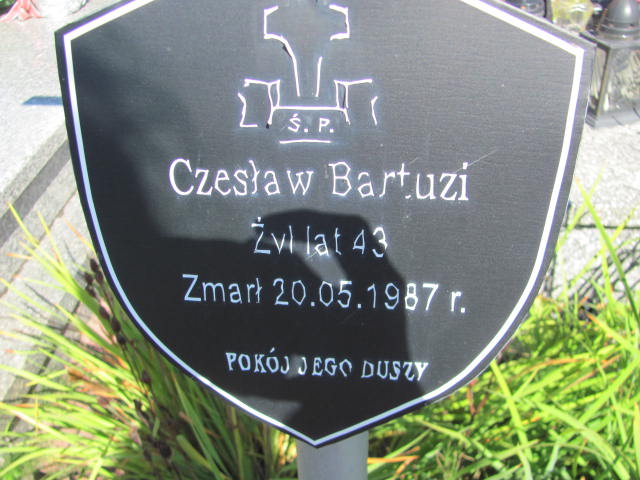 Ś. P.
Czesław Bartuzi
Żył lat 43
Zmarł 20.05.1987 r.
POKÓJ JEGO DUSZY